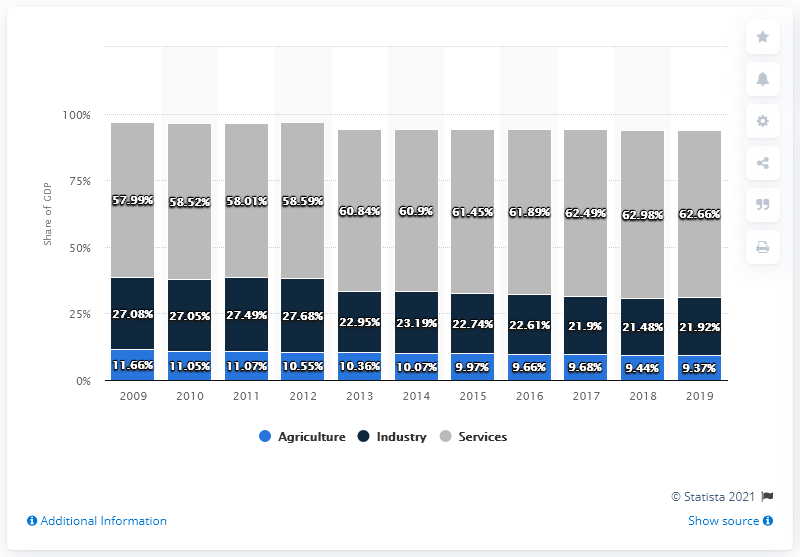 100%
75%
50%
25%
0%
Share of GDP
57.99% 58.52% 58.01% 58.59% 60.84% 60.9% 61.45% 61.89% 62.49% 62.98% 62.66%
27.08% 27.05% 27.49% 27.68% 22.95% 23.19% 22.74% 22.61% 21.9% 21.48% 21.92%
11.66% 11.05% 11.07% 10.55% 10.36% 10.07% 9.97% 9.66% 9.68% 9.44% 9.37%
2009 2010 2011 2012 2013 2014 2015 2016 2017 2018 2019
Agriculture Industry Services
© Statista 2021
Additional Information Show source